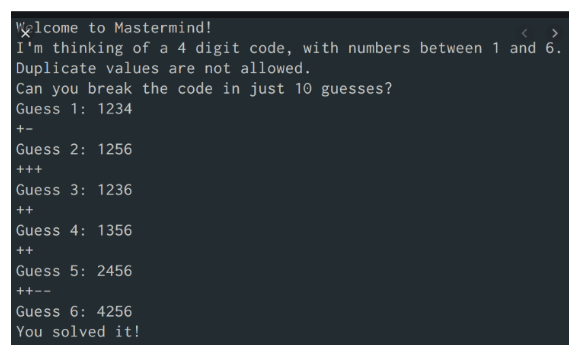 Welcome to Mastermind!
I'm thinking of a 4 digit code, with numbers between 1 and 6.
Duplicate values are not allowed.
Can you break the code in just 10 guesses?
Guess 1: 1234
+-
Guess 2: 1256
+++
Guess 3: 1236
++
Guess 4: 1356
++
Guess 5: 2456
++--
Guess 6: 4256
You solved it!